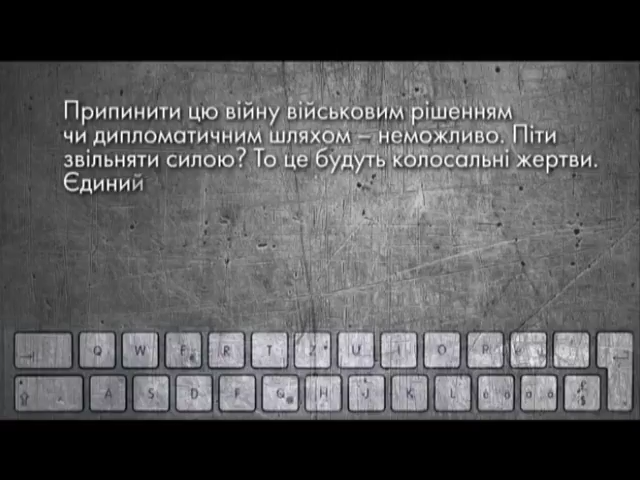 Припинити цю війну військовим рішенням
чи дипломатичним шляхом – неможливо. Піти
звільняти силою? То це будуть колосальні жертви.
Єдиний
Q W F R T Z U I O P
A S D F G H J K L é à è
£
$